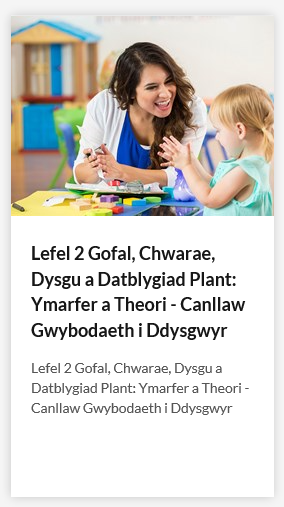 Lefel 2 Gofal, Chwarae,
Dysgu a Datblygiad Plant:
Ymarfer a Theori - Canllaw
Gwybodaeth i Ddysgwyr
Lefel 2 Gofal, Chwarae, Dysgu a
Datblygiad Plant: Ymarfer a Theori -
Canllaw Gwybodaeth i Ddysgwyr